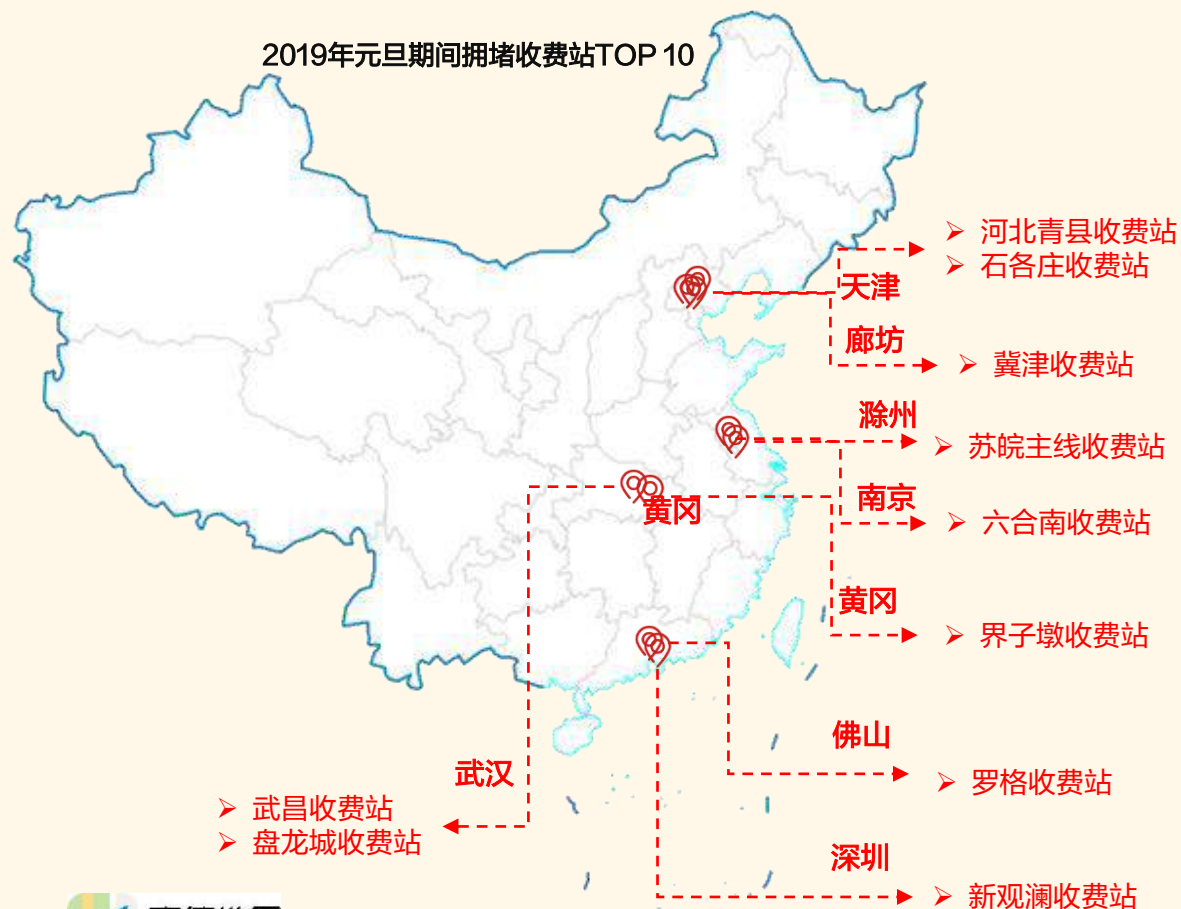 2019年元旦期间拥堵收费站TOP 10
河北青县收费站
石各庄收费站
天津
廊坊
冀津收费站
滁州
苏皖主线收费站
南京
六合南收费站
黄冈
黄冈
界子墩收费站
佛山
罗格收费站
武汉
武昌收费站
盘龙城收费站
深圳
新观澜收费站